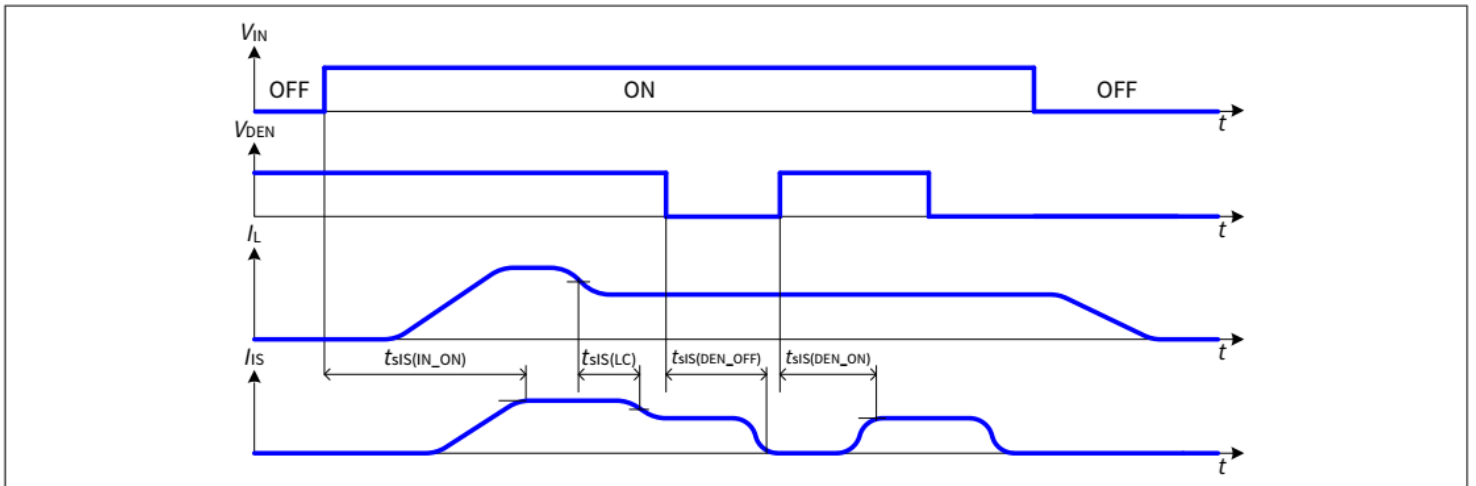 VIN
OFF ON OFF
t
VDEN
t
IL
t
IIS
tsIS(IN_ON) tsIS(LC) tsIS(DEN_OFF) tsIS(DEN_ON)
t